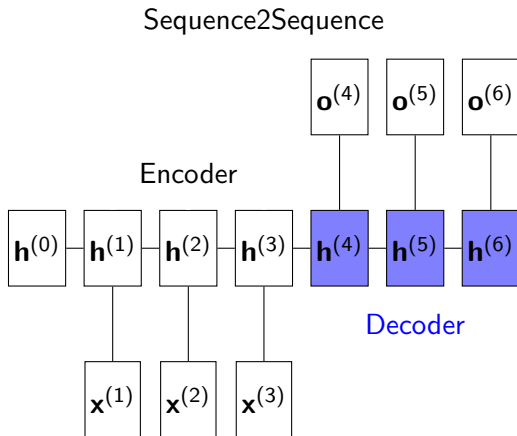 Sequence2Sequence
o(4) o(5) o(6)
Encoder
h(0) h(1) h(2) h(3) h(4) h(5) h(6)
Decoder
x(1) x(2) x(3)